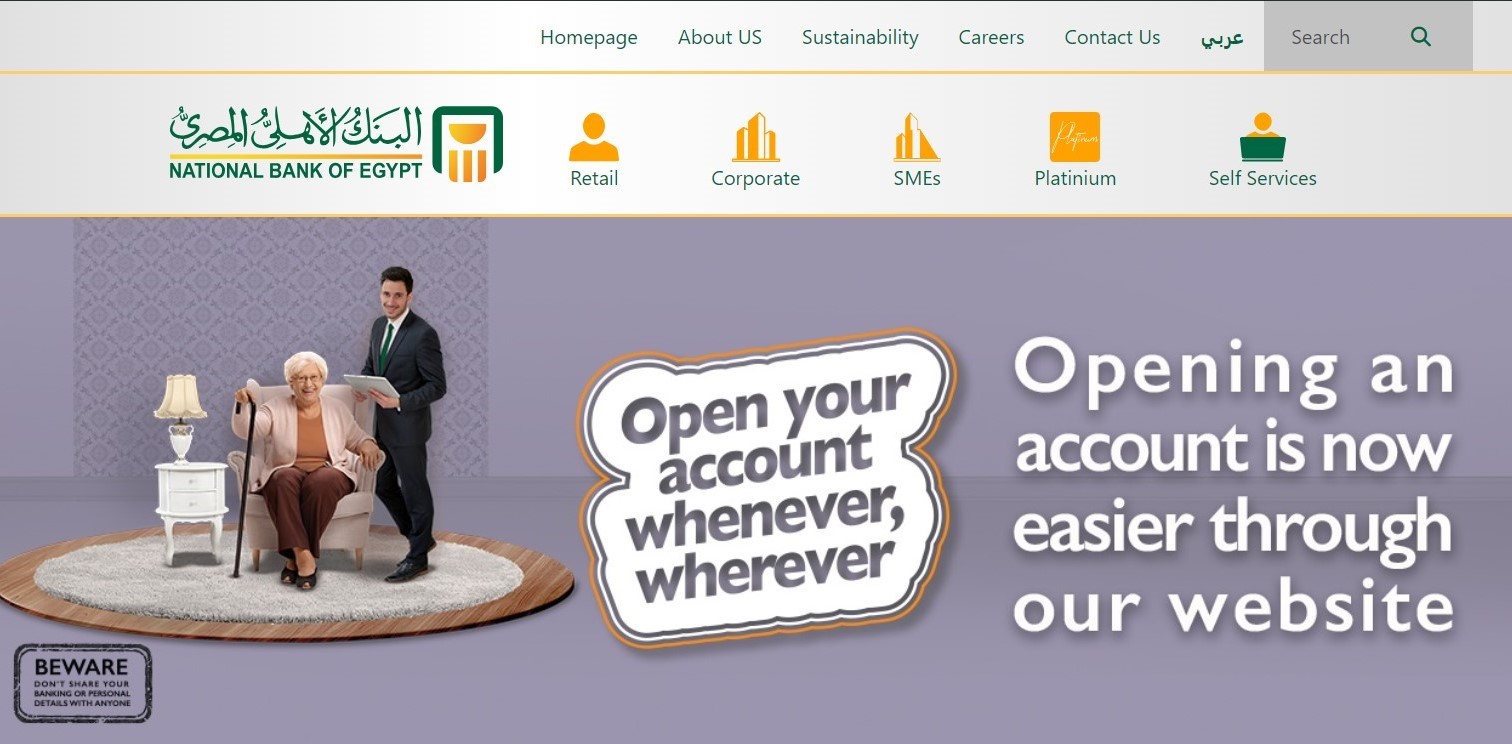 Homepage About US Sustainability Careers Contact Us عربي Search
البنك الأهلي المصري
NATIONAL BANK OF EGYPT
Retail Corporate Platinum SMEs Platinium Self Services
Open your
account
whenever,
wherever
Opening an
account is now
easier through
our website
BEWARE
DON'T SHARE YOUR
BANKING OR PERSONAL
DETAILS WITH ANYONE